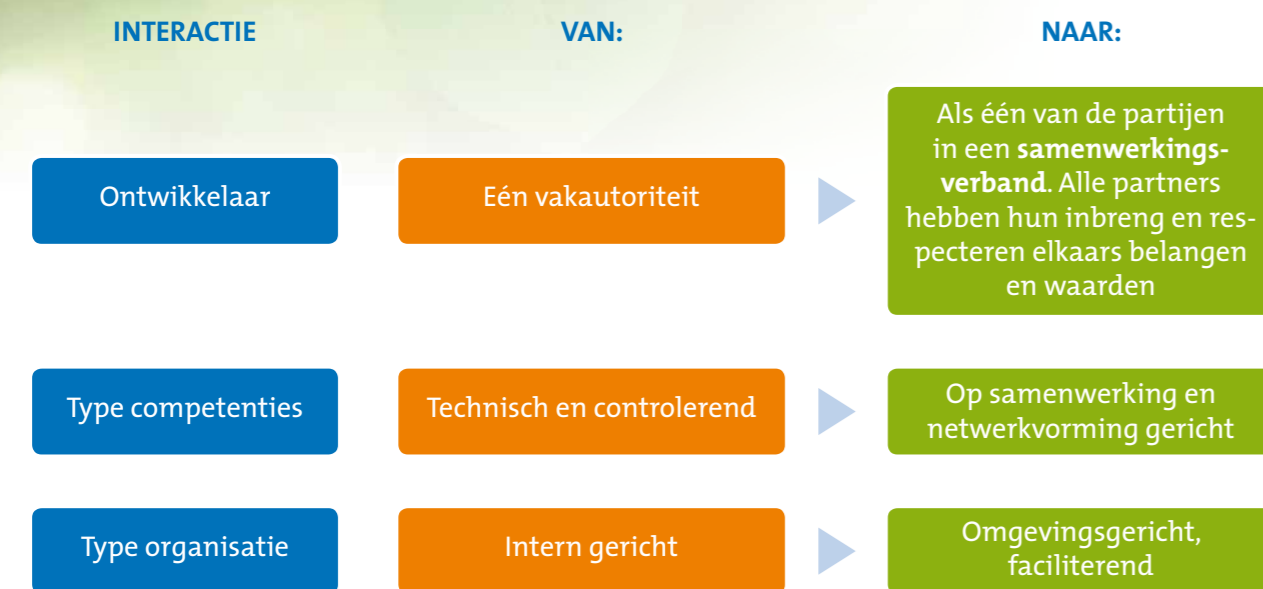 INTERACTIE VAN: NAAR:
Ontwikkelaar
Eén vakautoriteit
Als één van de partijen
in een samenwerkings-
verband. Alle partners
hebben hun inbreng en res-
pecteren elkaars belangen
en waarden
Type competenties
Technisch en controlerend
Op samenwerking en
netwerkvorming gericht
Type organisatie
Intern gericht
Omgevingsgericht,
faciliterend